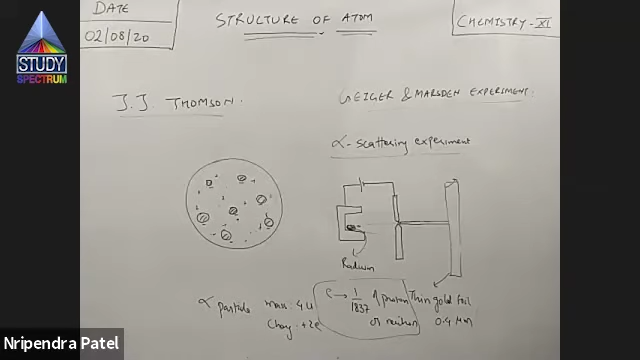 DATE
02/08/20
STRUCTURE OF ATOM
CHEMISTRY-XI
STUDY
SPECTRUM
J.J. THOMSON.
GEIGER & MARSDEN EXPERIMENT.
α-scattering experiment
Radium
α particle mass. 4u
Charge +2e
e → 1/1837 of proton
or neutron
Thin gold foil
0.4 μm
Nripendra Patel